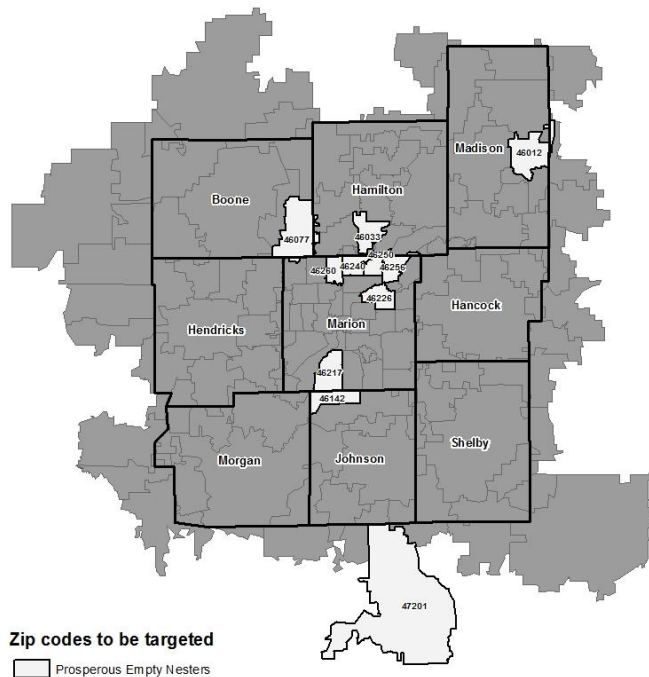 Madison
46012
Boone
Hamilton
46077
46033
46250
46260
46240
46256
46226
Hancock
Hendricks
Marion
46217
46142
Shelby
Morgan
Johnson
47201
Zip codes to be targeted
Prosperous Empty Nesters